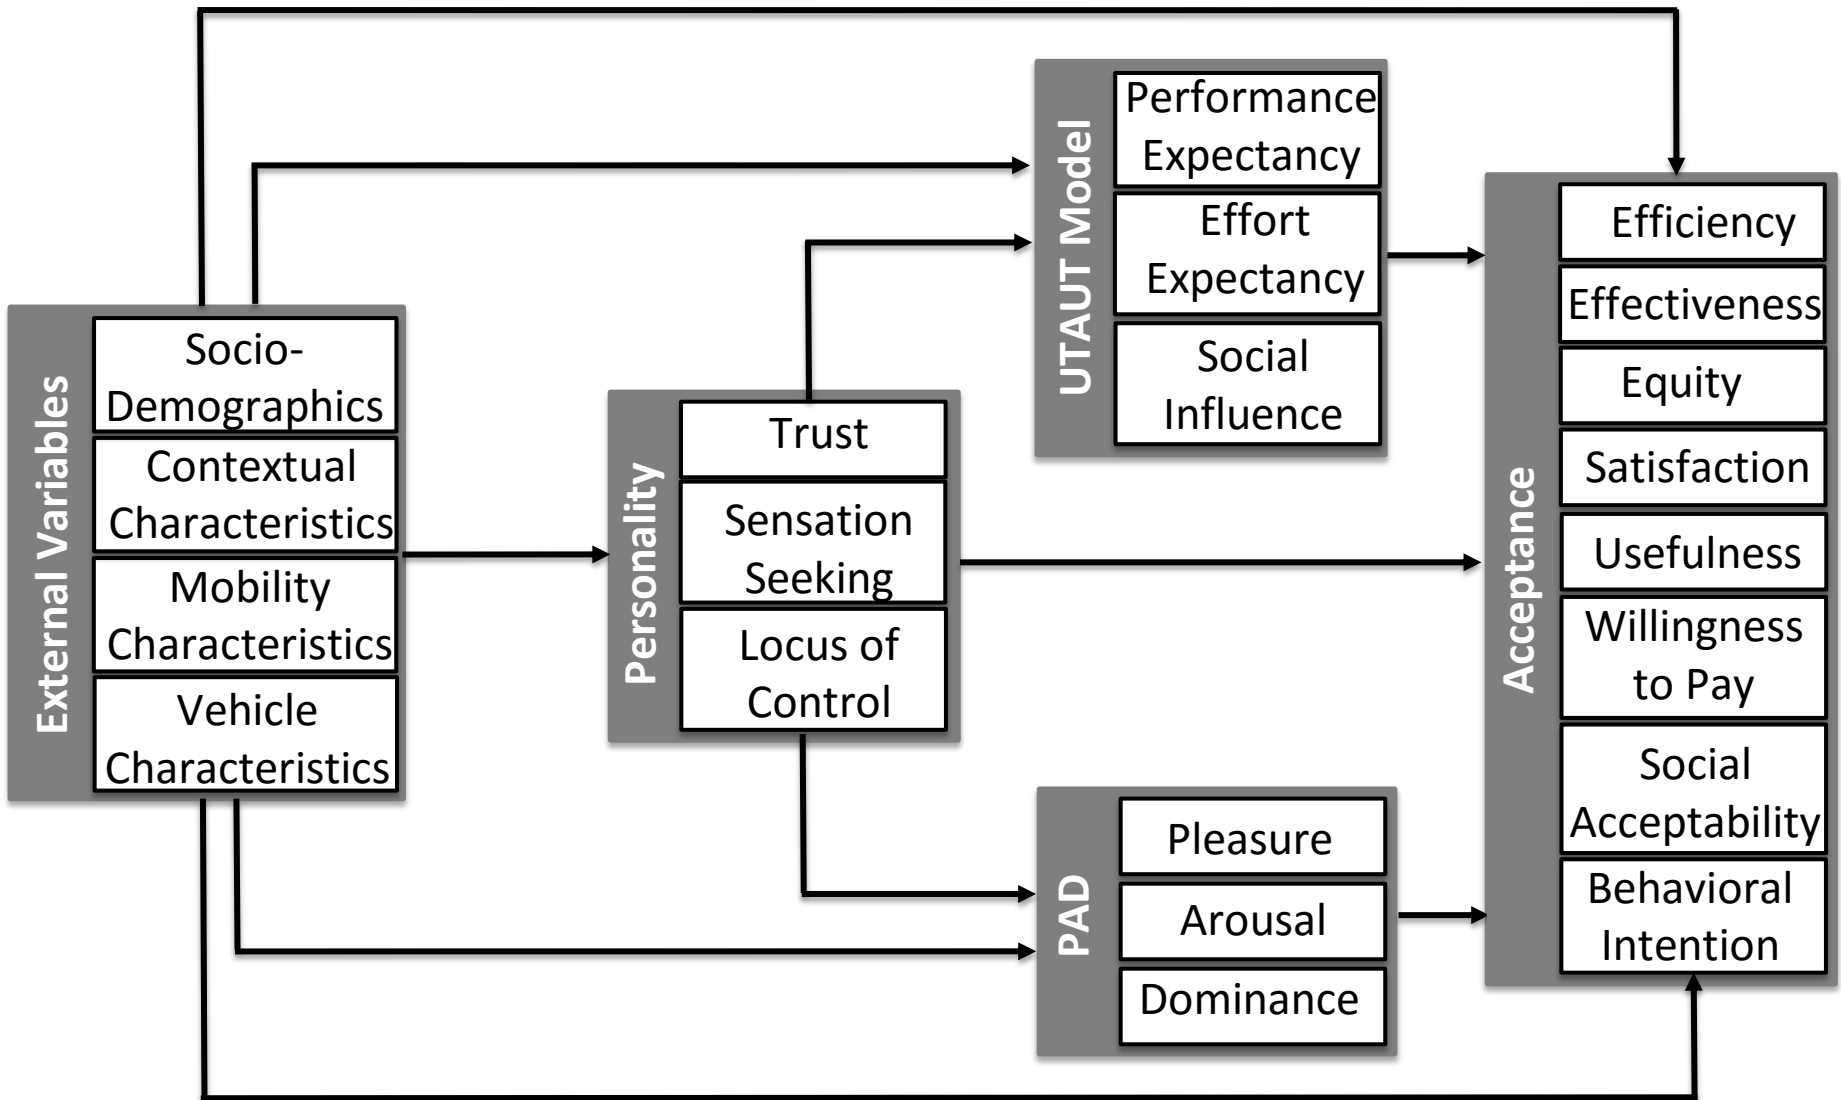 External Variables
Socio-
Demographics
Contextual
Characteristics
Mobility
Characteristics
Vehicle
Characteristics
Personality
Trust
Sensation
Seeking
Locus of
Control
UTAUT Model
Performance
Expectancy
Effort
Expectancy
Social
Influence
PAD
Pleasure
Arousal
Dominance
Acceptance
Efficiency
Effectiveness
Equity
Satisfaction
Usefulness
Willingness
to Pay
Social
Acceptability
Behavioral
Intention